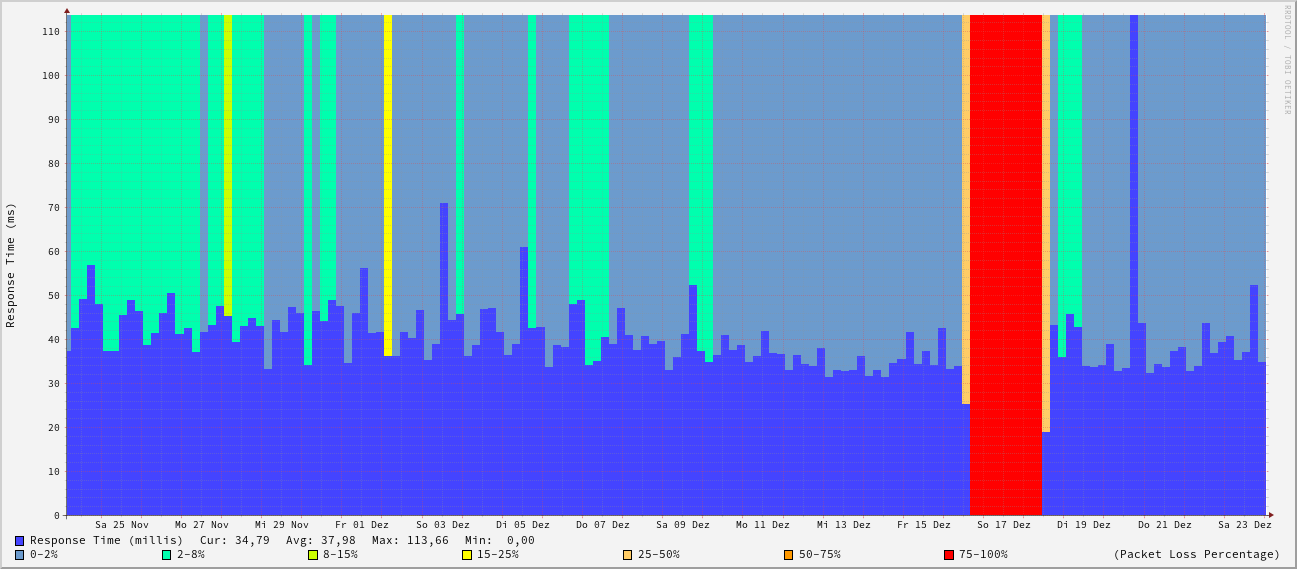 RRDTOOL / TOBI OETIKER
Response Time (ms)
110
100
90
80
70
60
50
40
30
20
10
0
Sa 25 Nov Mo 27 Nov Mi 29 Nov Fr 01 Dez So 03 Dez Di 05 Dez Do 07 Dez Sa 09 Dez Mo 11 Dez Mi 13 Dez Fr 15 Dez So 17 Dez Di 19 Dez Do 21 Dez Sa 23 Dez
Response Time (millis) Cur: 34,79 Avg: 37,98 Max: 113,66 Min: 0,00
0-2% 2-8% 8-15% 15-25% 25-50% 50-75% 75-100% (Packet Loss Percentage)